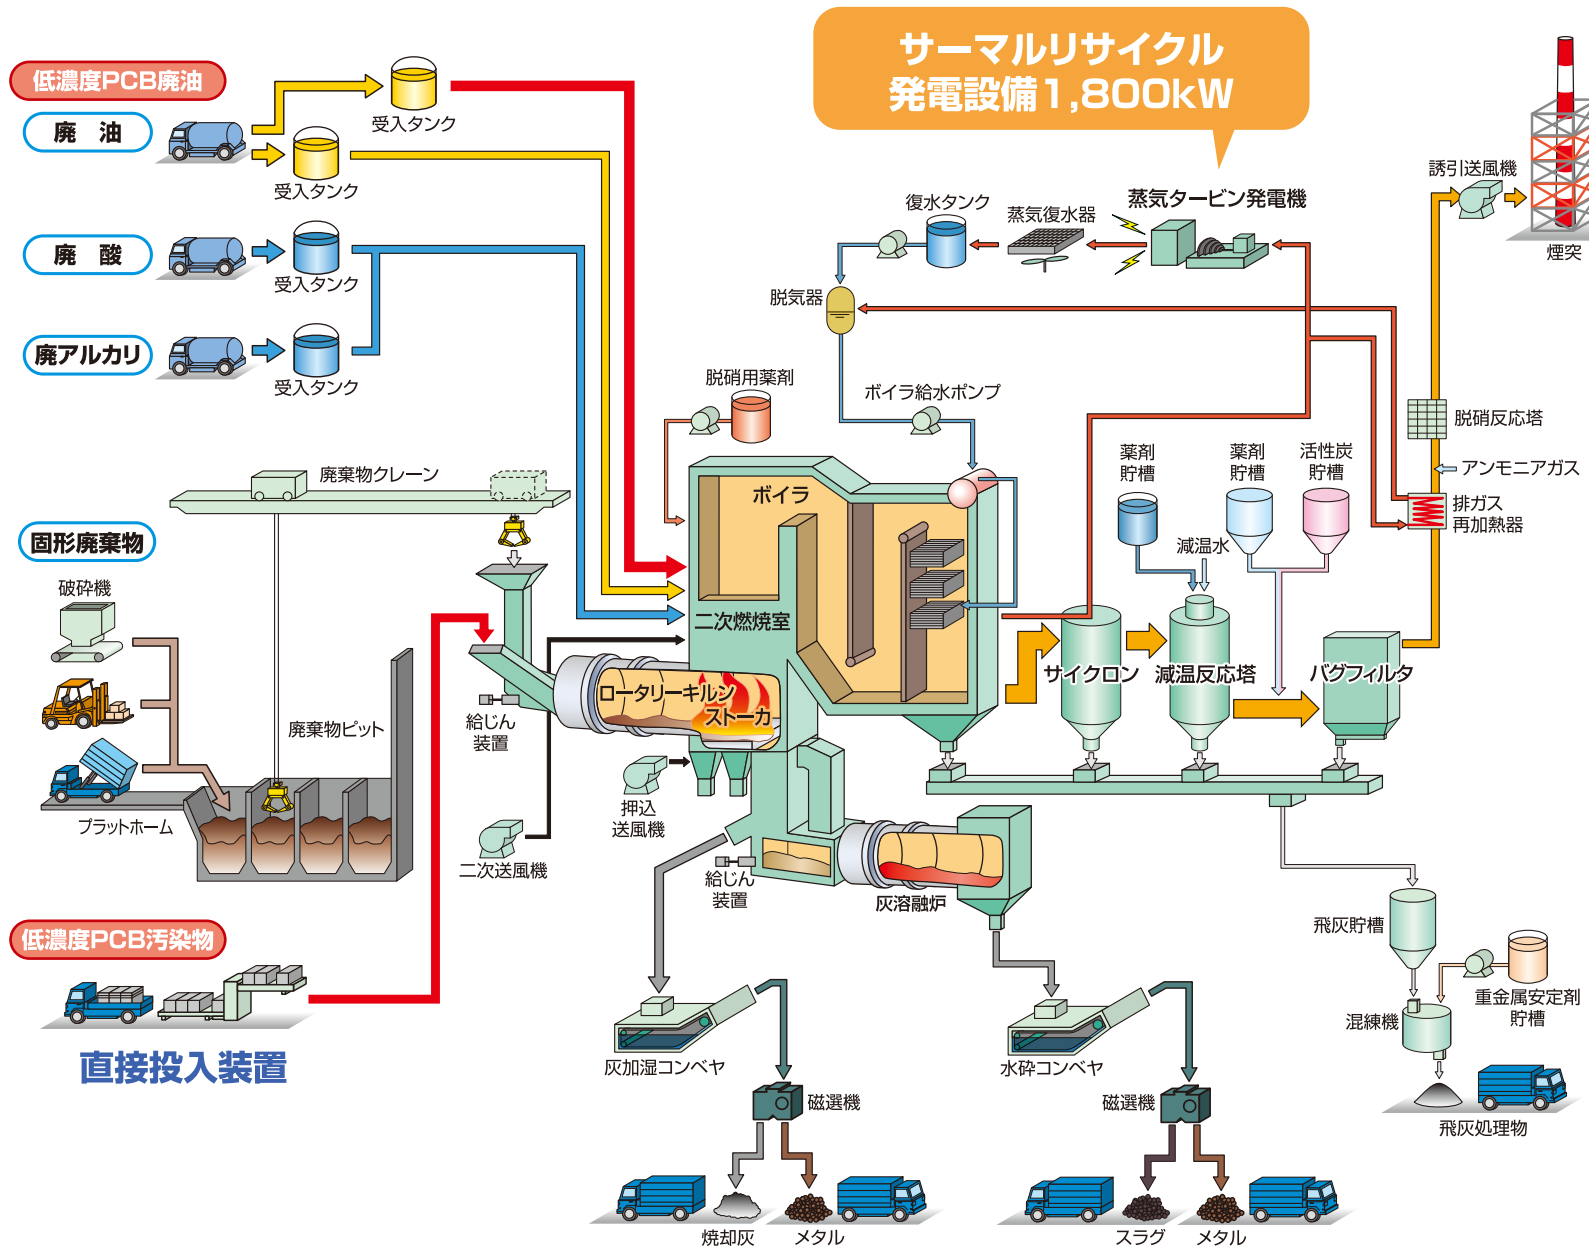 サーマルリサイクル
発電設備1,800kW
低濃度PCB廃油
廃 油
受入タンク
受入タンク
廃 酸
受入タンク
廃アルカリ
受入タンク
誘引送風機
煙突
復水タンク
蒸気復水器
蒸気タービン発電機
脱気器
脱硝用薬剤
ボイラ給水ポンプ
脱硝反応塔
アンモニアガス
排ガス
再加熱器
薬剤
貯槽
薬剤
貯槽
活性炭
貯槽
減温水
廃棄物クレーン
固形廃棄物
破砕機
廃棄物ピット
プラットホーム
ボイラ
二次燃焼室
ロータリーキルン
ストーカ
給じん
装置
押込
送風機
二次送風機
サイクロン
減温反応塔
バグフィルタ
給じん
装置
灰溶融炉
低濃度PCB汚染物
直接投入装置
飛灰貯槽
重金属安定剤
貯槽
混練機
飛灰処理物
灰加湿コンベヤ
磁選機
焼却灰
メタル
水砕コンベヤ
磁選機
スラグ
メタル